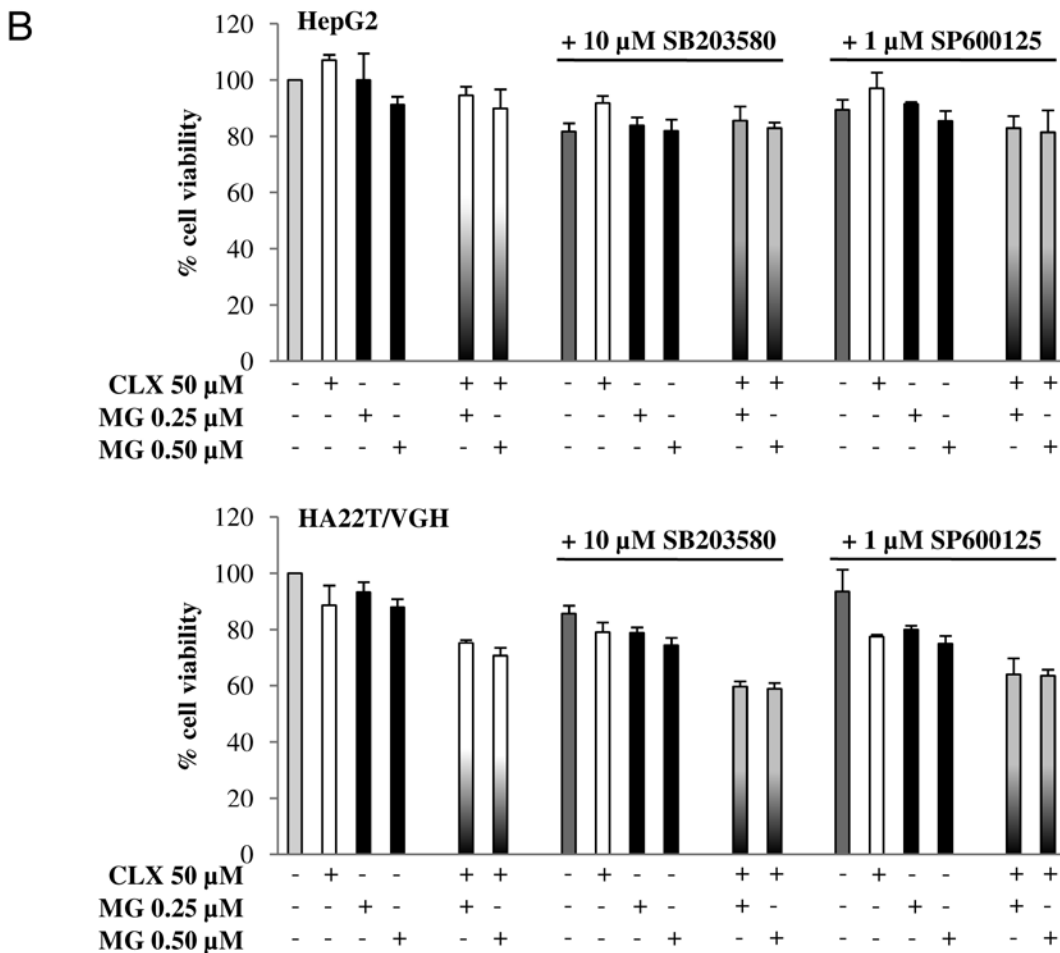 B
HepG2
+ 10 µM SB203580
+ 1 µM SP600125
% cell viability
120
100
80
60
40
20
0
CLX 50 µM - + - - + + - + - - + + - + - - + +
MG 0.25 µM - - + - + - - - + - + - - - + - + -
MG 0.50 µM - - - + - + - - - + - + - - - + - +
HA22T/VGH
+ 10 µM SB203580
+ 1 µM SP600125
% cell viability
120
100
80
60
40
20
0
CLX 50 µM - + - - + + - + - - + + - + - - + +
MG 0.25 µM - - + - + - - - + - + - - - + - + -
MG 0.50 µM - - - + - + - - - + - + - - - + - +